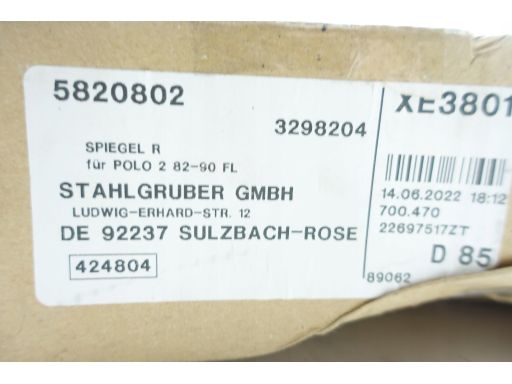 5820802
3298204
SPIEGEL R
für POLO 2 82-90 FL
STAHLGRUBER GMBH
LUDWIG-ERHARD-STR. 12
DE 92237 SULZBACH-ROSE
424804
XE3801
14.06.2022 18:12
700.470
22697517ZT
D 85
89062